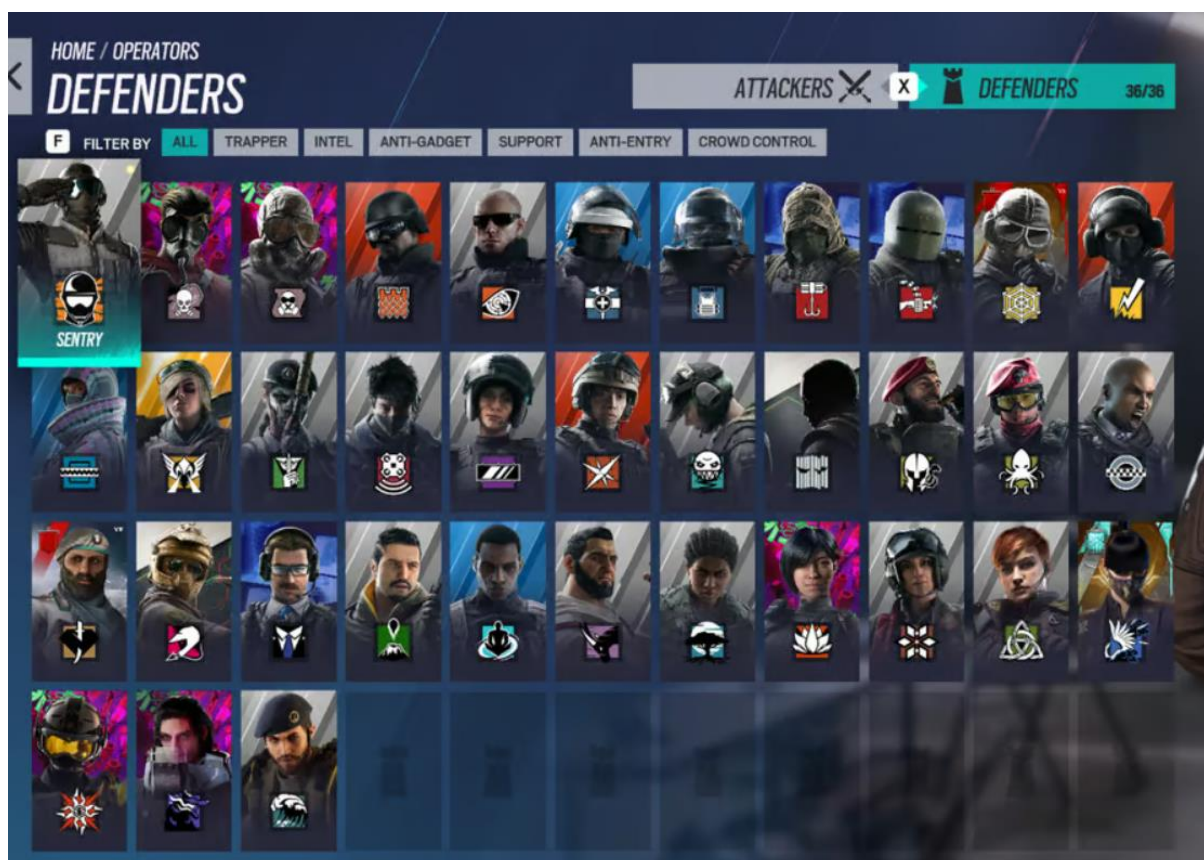 HOME / OPERATORS
DEFENDERS
ATTACKERS X DEFENDERS 36/36
F FILTER BY ALL TRAPPER INTEL ANTI-GADGET SUPPORT ANTI-ENTRY CROWD CONTROL
SENTRY